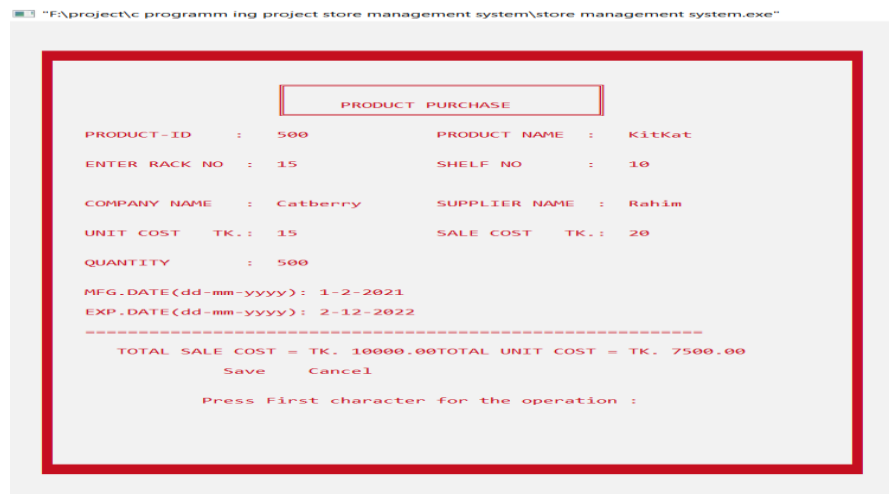 "F:\project\c programm ing project store management system\store management system.exe"
PRODUCT PURCHASE
PRODUCT-ID : 500 PRODUCT NAME : KitKat
ENTER RACK NO : 15 SHELF NO : 10
COMPANY NAME : Catberry SUPPLIER NAME : Rahim
UNIT COST TK.: 15 SALE COST TK.: 20
QUANTITY : 500
MFG.DATE(dd-mm-yyyy): 1-2-2021
EXP.DATE(dd-mm-yyyy): 2-12-2022
==========================================================
TOTAL SALE COST = TK. 10000.00TOTAL UNIT COST = TK. 7500.00
Save Cancel
Press First character for the operation :